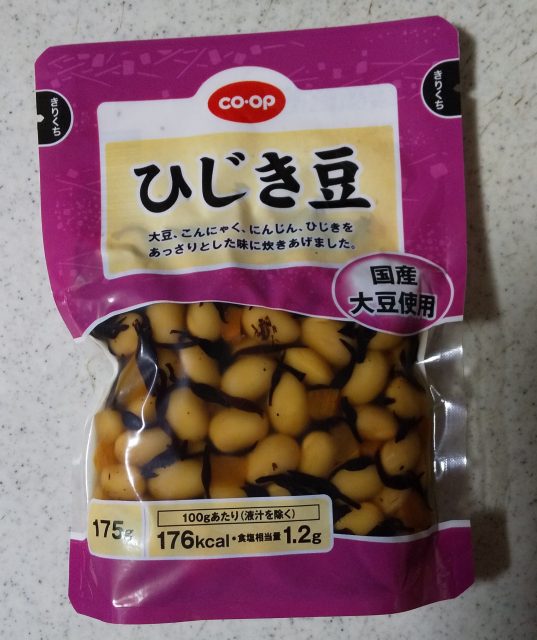 CO·OP
きりくち
きりくち
ひじき豆
大豆、こんにゃく、にんじん、ひじきを
あっさりとした味に炊きあげました。
国産
大豆使用
175g
100gあたり(液汁を除く)
176kcal・食塩相当量1.2g